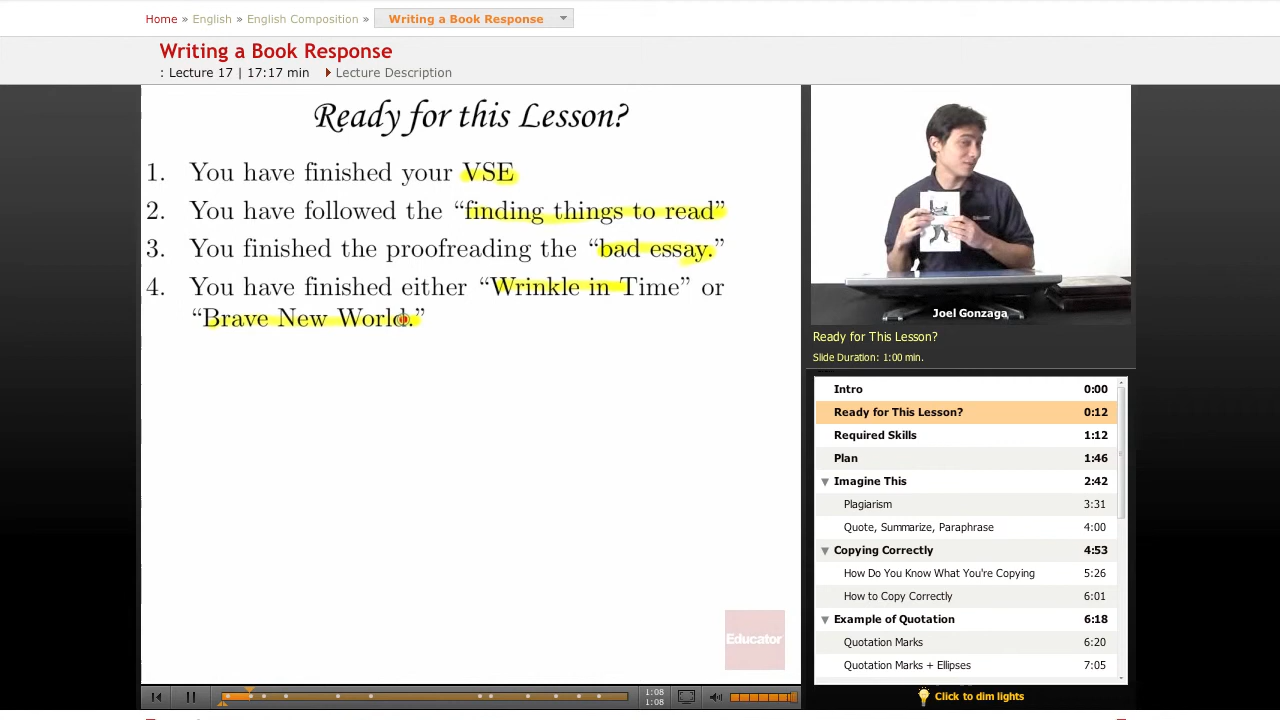 Home » English » English Composition » Writing a Book Response
Writing a Book Response
: Lecture 17 | 17:17 min Lecture Description
Ready for this Lesson?
1. You have finished your VSE
2. You have followed the “finding things to read”
3. You finished the proofreading the “bad essay.”
4. You have finished either “Wrinkle in Time” or
“Brave New World.”
Educator
1:08
1:08
Joel Gonzaga
Ready for This Lesson?
Slide Duration: 1:00 min.
Intro 0:00
Ready for This Lesson? 0:12
Required Skills 1:12
Plan 1:46
Imagine This 2:42
Plagiarism 3:31
Quote, Summarize, Paraphrase 4:00
Copying Correctly 4:53
How Do You Know What You're Copying 5:26
How to Copy Correctly 6:01
Example of Quotation 6:18
Quotation Marks 6:20
Quotation Marks + Ellipses 7:05
Click to dim lights